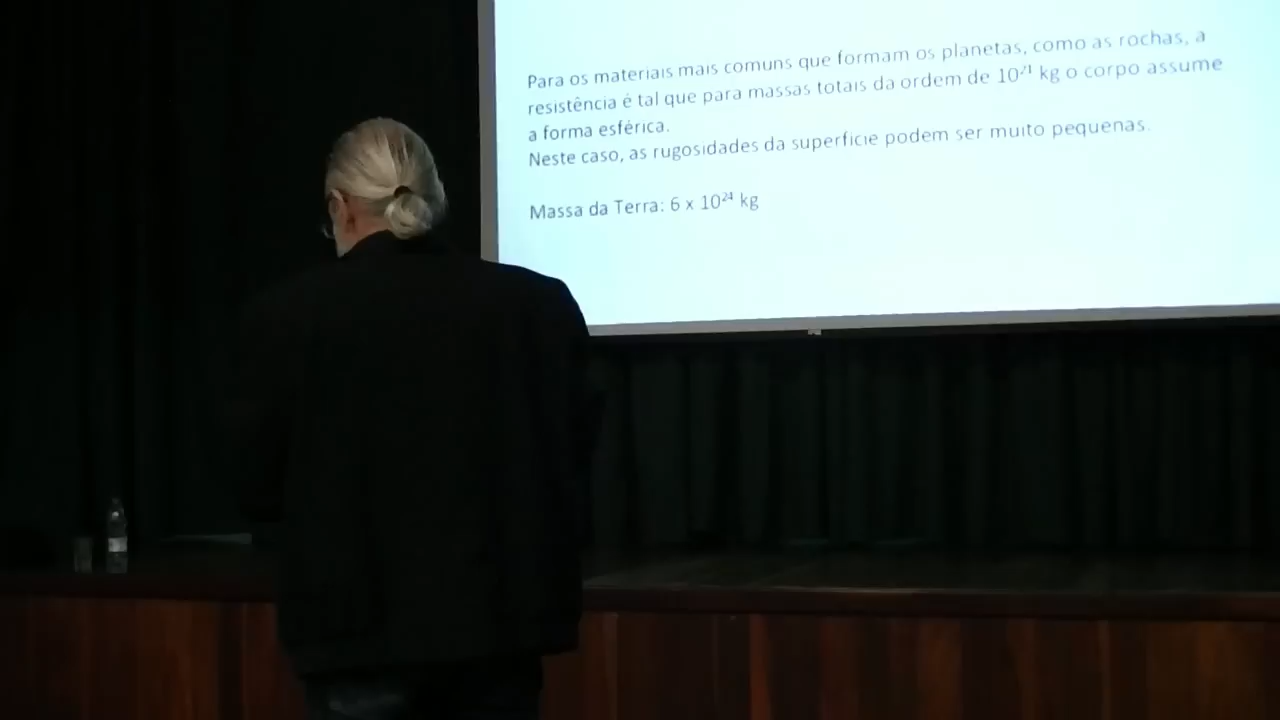 Para os materiais mais comuns que formam os planetas, como as rochas, a
resistência é tal que para massas totais da ordem de 10²¹ kg o corpo assume
a forma esférica.
Neste caso, as rugosidades da superfície podem ser muito pequenas.
Massa da Terra: 6 x 10²⁴ kg